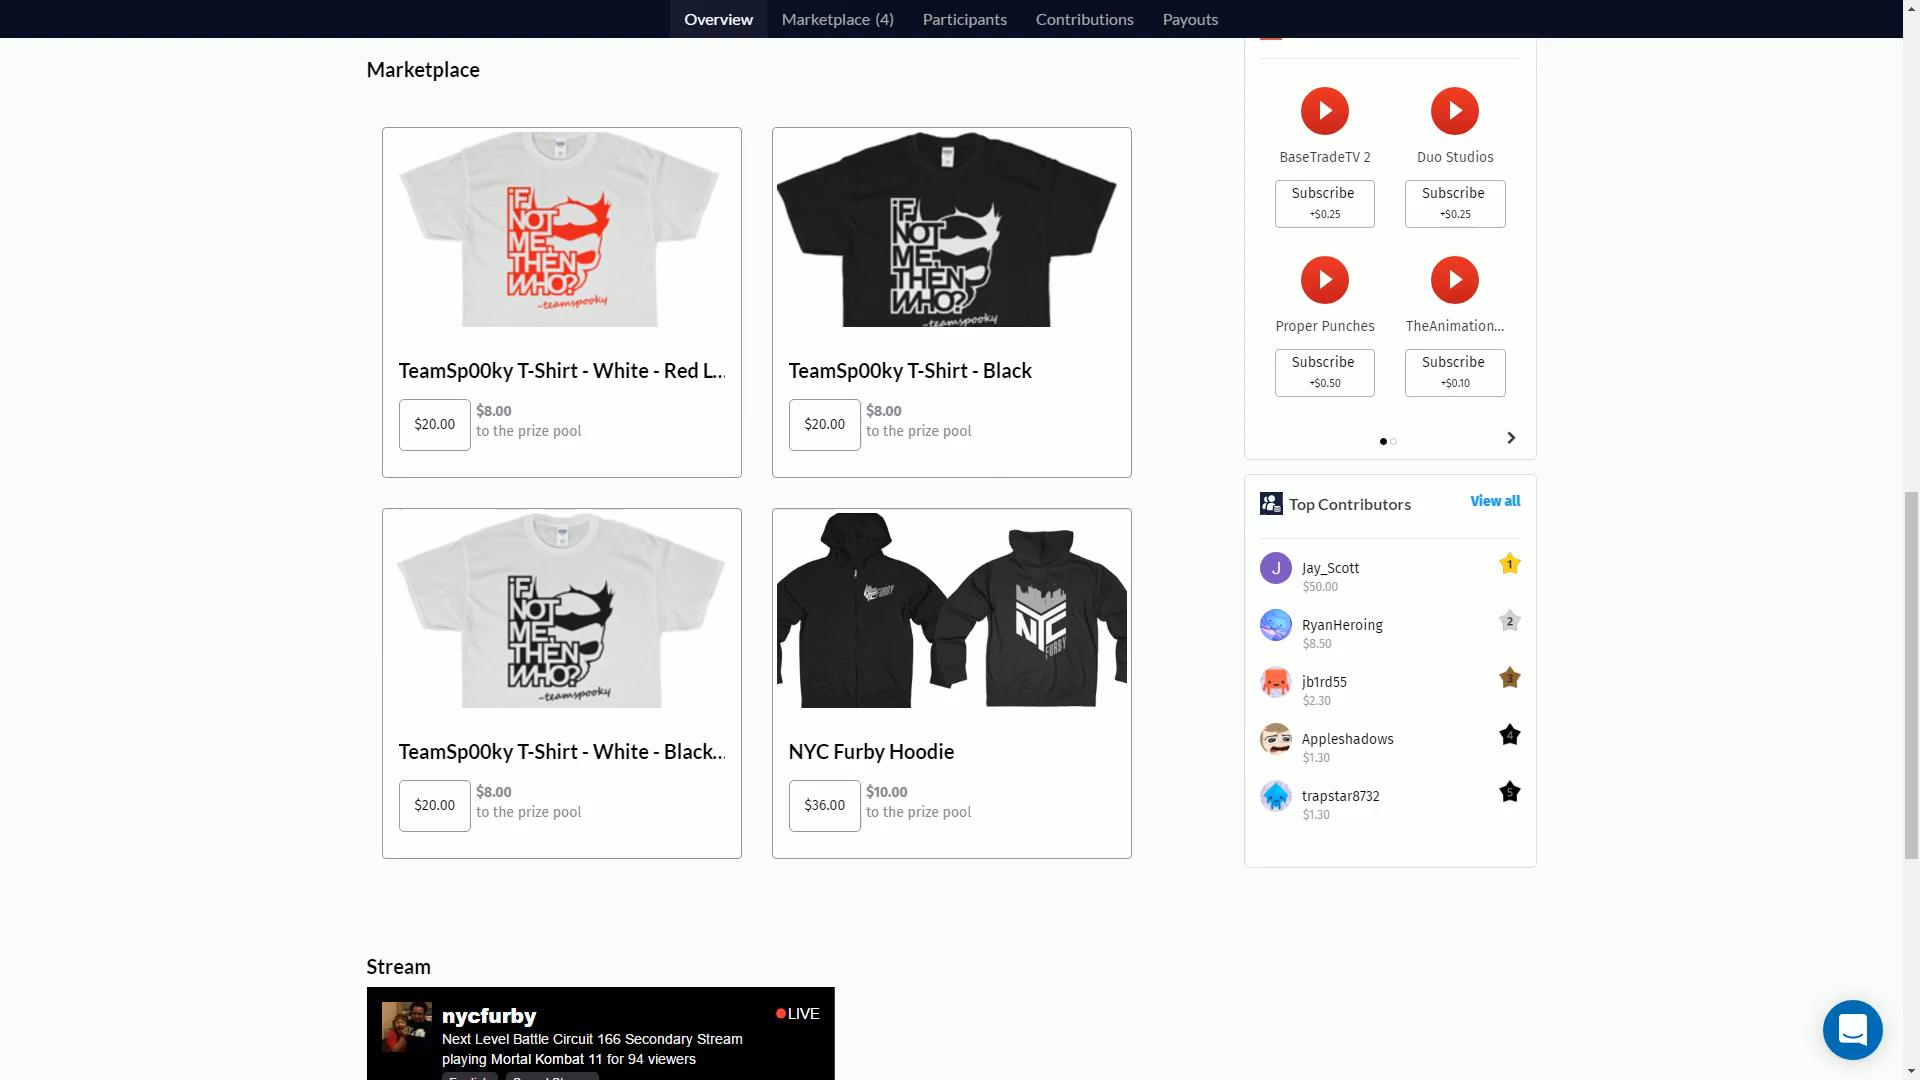 Overview
Marketplace (4)
Participants
Contributions
Payouts
Marketplace
IF
NOT
ME,
THEN
WHO?
-teamspooky
TeamSp00ky T-Shirt - White - Red L...
$20.00
$8.00
to the prize pool
IF
NOT
ME,
THEN
WHO?
-teamspooky
TeamSp00ky T-Shirt - Black
$20.00
$8.00
to the prize pool
IF
NOT
ME,
THEN
WHO?
-teamspooky
TeamSp00ky T-Shirt - White - Black...
$20.00
$8.00
to the prize pool
NYC FURBY
NYC
FURBY
NYC Furby Hoodie
$36.00
$10.00
to the prize pool
BaseTradeTV 2
Subscribe
+$0.25
Duo Studios
Subscribe
+$0.25
Proper Punches
Subscribe
+$0.50
TheAnimation...
Subscribe
+$0.10
Top Contributors
View all
J
Jay_Scott
$50.00
1
RyanHeroing
$8.50
2
jb1rd55
$2.30
3
Appleshadows
$1.30
4
trapstar8732
$1.30
5
Stream
nycfurby
LIVE
Next Level Battle Circuit 166 Secondary Stream
playing Mortal Kombat 11 for 94 viewers